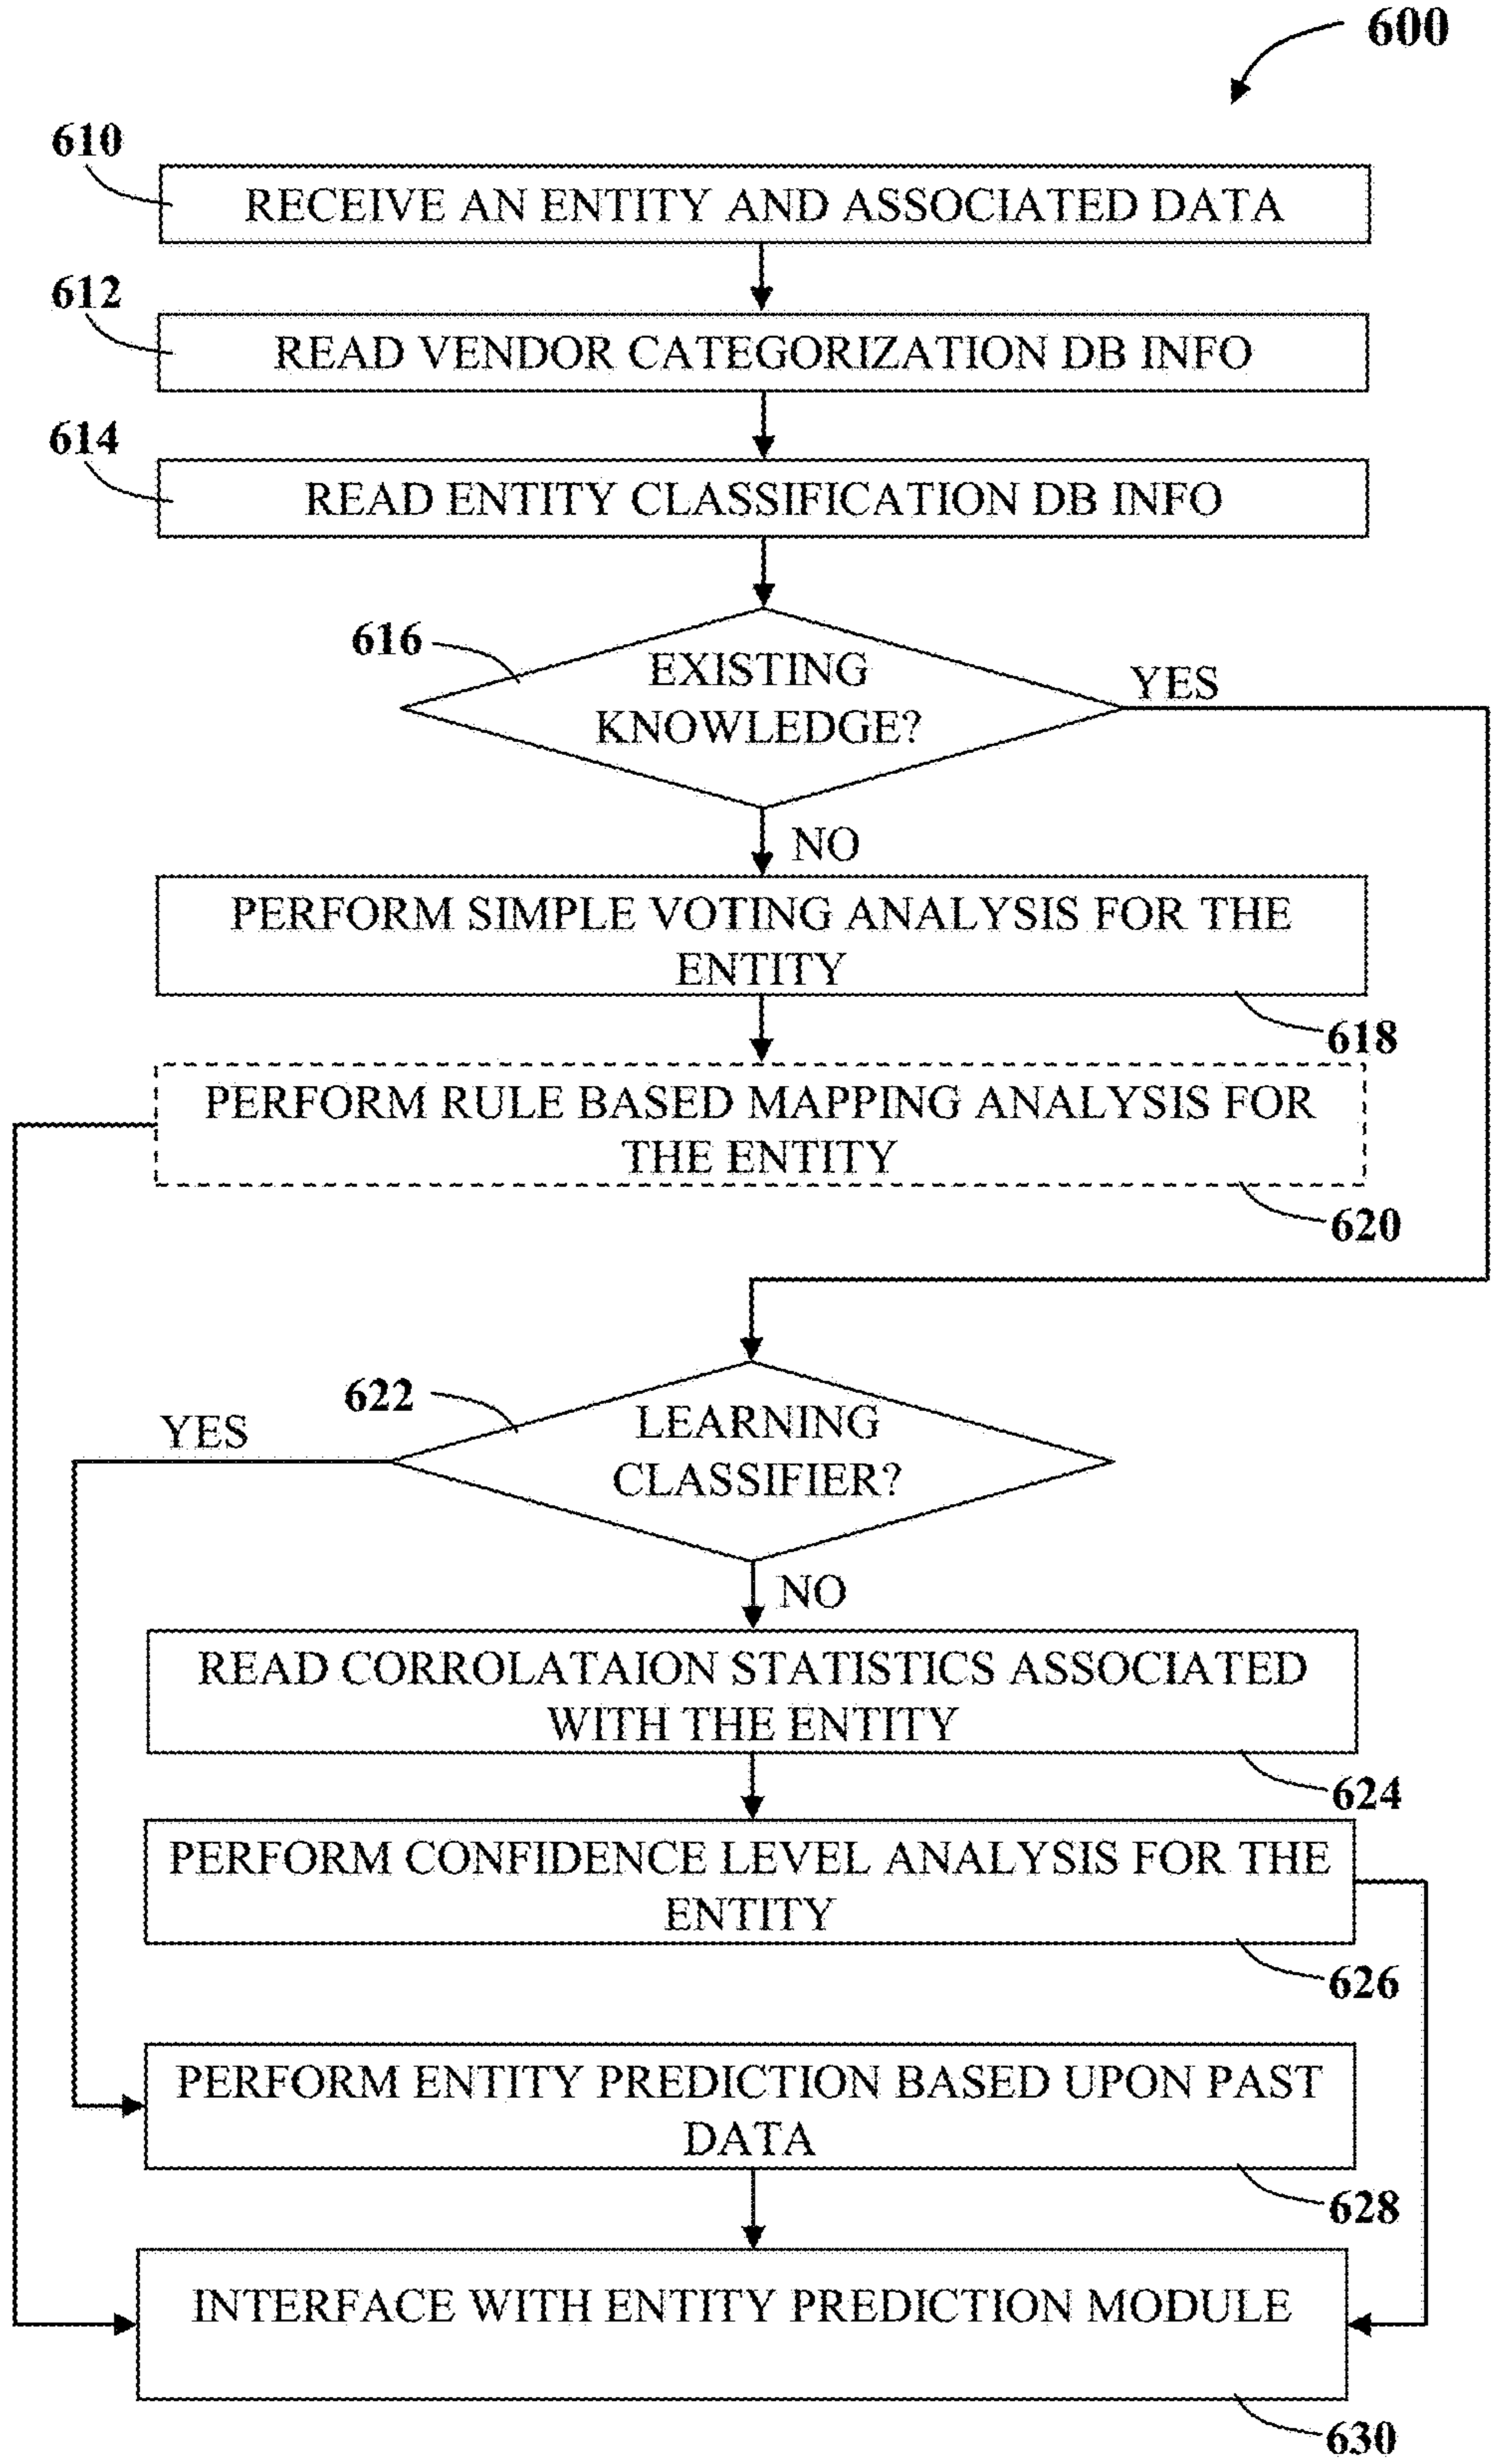 600
610
RECEIVE AN ENTITY AND ASSOCIATED DATA
612
READ VENDOR CATEGORIZATION DB INFO
614
READ ENTITY CLASSIFICATION DB INFO
616
EXISTING
KNOWLEDGE?
YES
NO
PERFORM SIMPLE VOTING ANALYSIS FOR THE
ENTITY
618
PERFORM RULE BASED MAPPING ANALYSIS FOR
THE ENTITY
620
622
LEARNING
CLASSIFIER?
YES
NO
READ CORROLATAION STATISTICS ASSOCIATED
WITH THE ENTITY
624
PERFORM CONFIDENCE LEVEL ANALYSIS FOR THE
ENTITY
626
PERFORM ENTITY PREDICTION BASED UPON PAST
DATA
628
INTERFACE WITH ENTITY PREDICTION MODULE
630